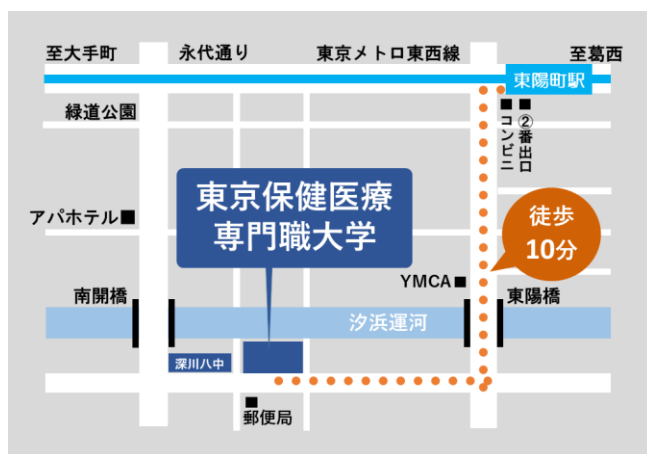 至大手町
永代通り
東京メトロ東西線
至葛西
東陽町駅
緑道公園
■②番出口
■コンビニ
東京保健医療
専門職大学
アパホテル■
徒歩
10分
YMCA■
南開橋
東陽橋
汐浜運河
深川八中
■
郵便局